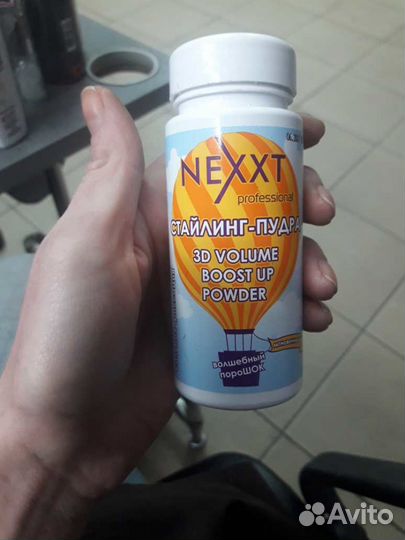 NEXXT
professional
СТАЙЛИНГ-ПУДРА
3D VOLUME
BOOST UP
POWDER
волшебный
пороШОК
Avito